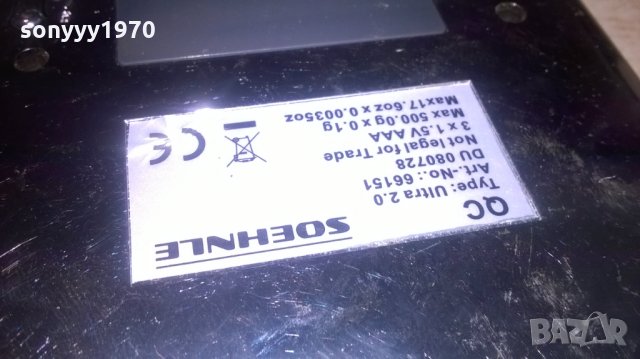 sonyyy1970
SOEHNLE
QC
Type: Ultra 2.0
Art.-No.: 66151
DU 080728
Not legal for Trade
3 x 1.5V AAA
Max 500.0g x 0.1g
Max17.6oz x 0.0035oz
CE
BAZAR